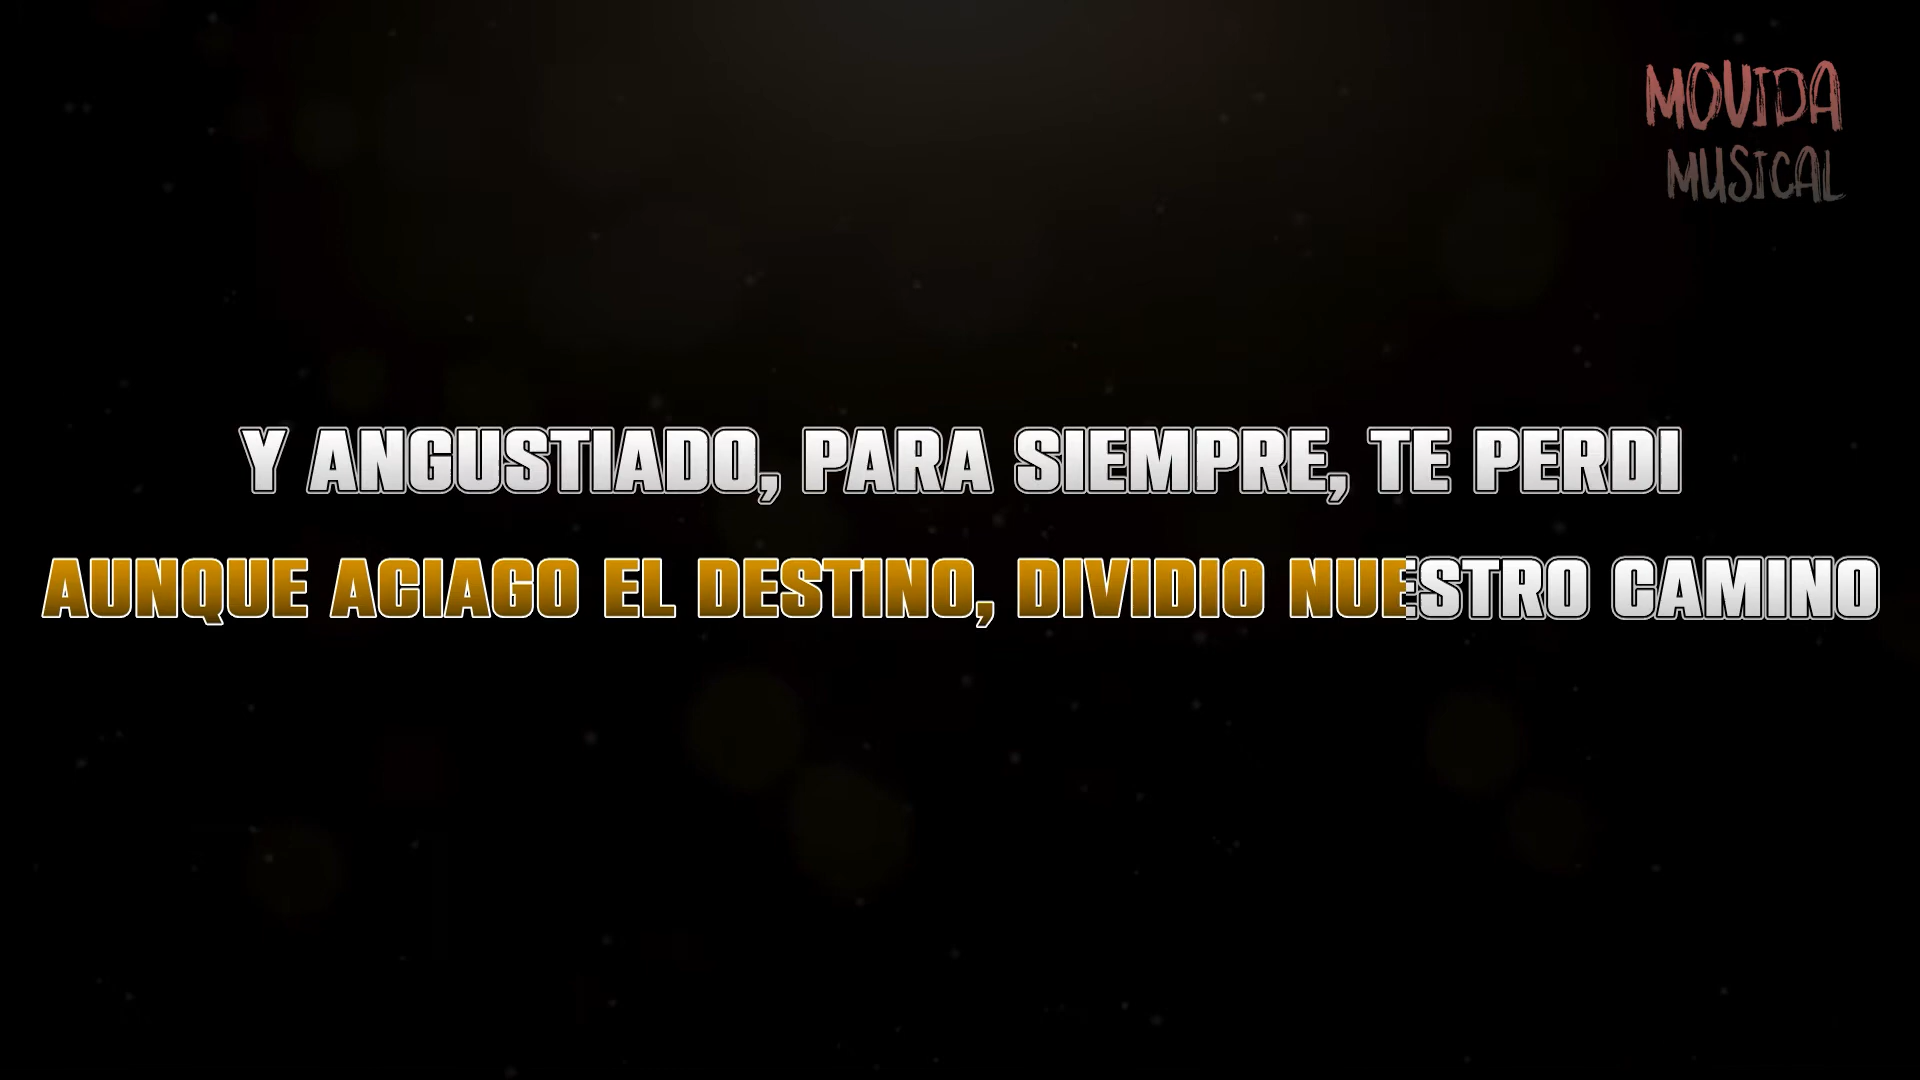 MOVIDA
MUSICAL
Y ANGUSTIADO, PARA SIEMPRE, TE PERDI
AUNQUE ACIAGO EL DESTINO, DIVIDIO NUESTRO CAMINO